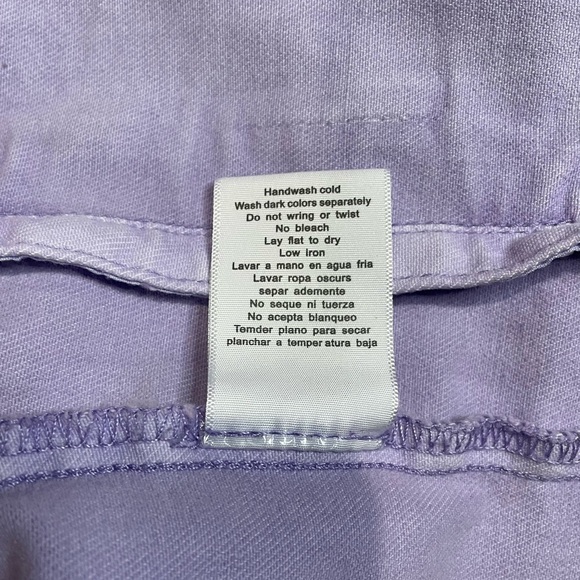 Handwash cold
Wash dark colors separately
Do not wring or twist
No bleach
Lay flat to dry
Low iron
Lavar a mano en agua fria
Lavar ropa oscurs
separ ademente
No seque ni tuerza
No acepta blanqueo
Temder plano para secar
planchar a temper atura baja